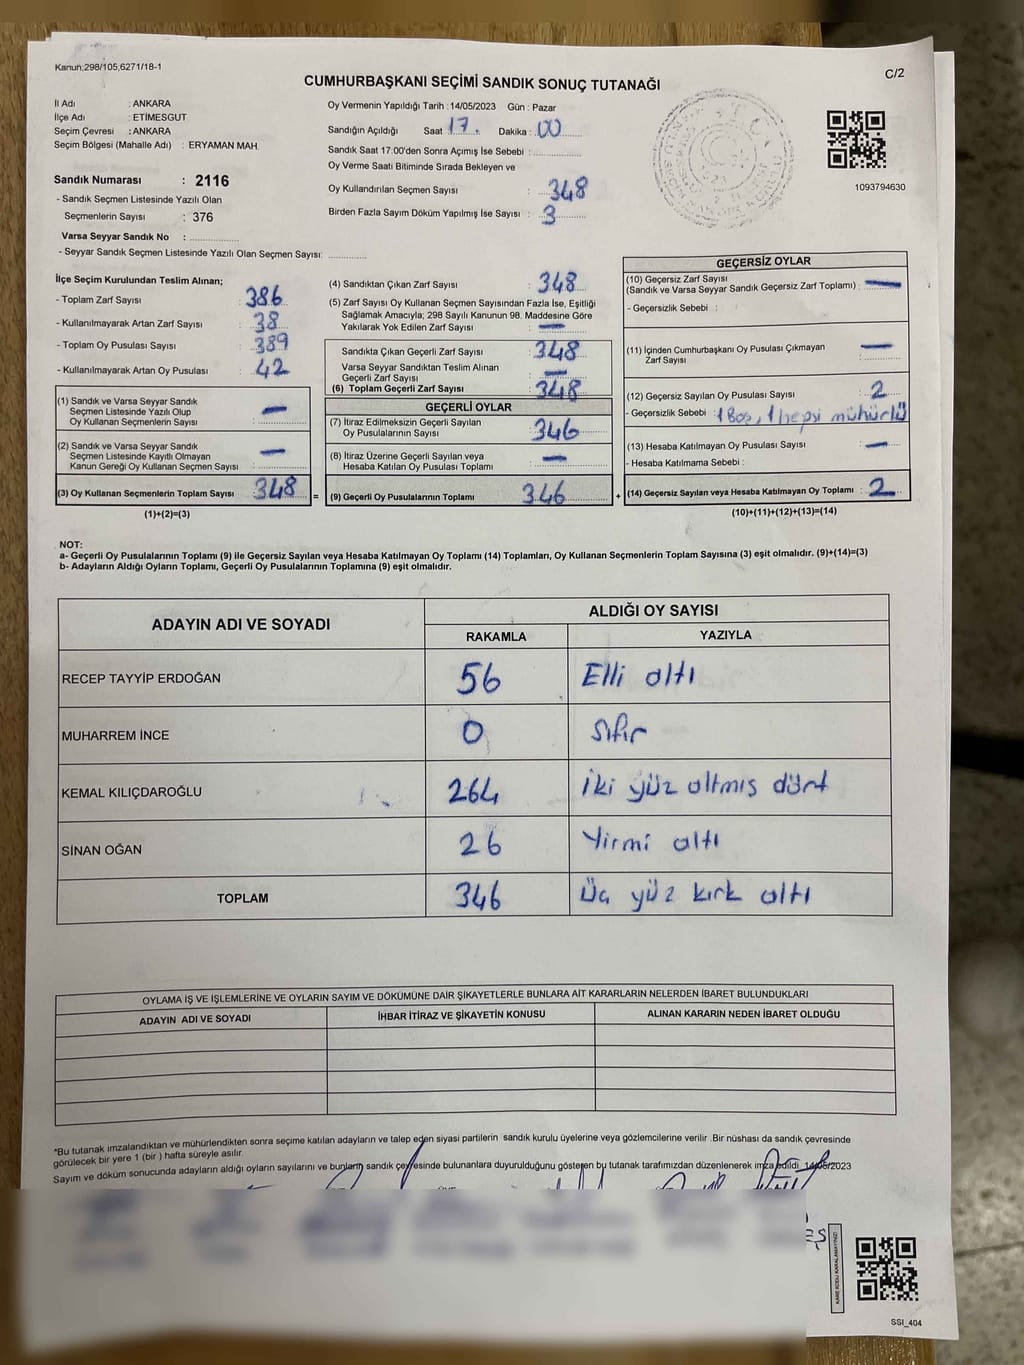 Kanun;298/105,6271/18-1
C/2
CUMHURBAŞKANI SEÇİMİ SANDIK SONUÇ TUTANAĞI
İl Adı : ANKARA
İlçe Adı : ETİMESGUT
Seçim Çevresi : ANKARA
Seçim Bölgesi (Mahalle Adı) : ERYAMAN MAH.
Sandık Numarası : 2116
- Sandık Seçmen Listesinde Yazılı Olan
Seçmenlerin Sayısı : 376
Varsa Seyyar Sandık No :
- Seyyar Sandık Seçmen Listesinde Yazılı Olan Seçmen Sayısı:
Oy Vermenin Yapıldığı Tarih :14/05/2023 Gün : Pazar
Sandığın Açıldığı Saat 17. Dakika : 00
Sandık Saat 17:00'den Sonra Açımış İse Sebebi :
Oy Verme Saati Bitiminde Sırada Bekleyen ve
Oy Kullandırılan Seçmen Sayısı : 348
Birden Fazla Sayım Döküm Yapılmış İse Sayısı : 3
1093794630
İlçe Seçim Kurulundan Teslim Alınan;
- Toplam Zarf Sayısı : 386
- Kullanılmayarak Artan Zarf Sayısı : 38
- Toplam Oy Pusulası Sayısı : 389
- Kullanılmayarak Artan Oy Pusulası : 42
(1) Sandık ve Varsa Seyyar Sandık
Seçmen Listesinde Yazılı Olup
Oy Kullanan Seçmenlerin Sayısı : —
(2) Sandık ve Varsa Seyyar Sandık
Seçmen Listesinde Kayıtlı Olmayan
Kanun Gereği Oy Kullanan Seçmen Sayısı : —
(3) Oy Kullanan Seçmenlerin Toplam Sayısı : 348 =
(1)+(2)=(3)
(4) Sandıktan Çıkan Zarf Sayısı : 348
(5) Zarf Sayısı Oy Kullanan Seçmen Sayısından Fazla İse, Eşitliği
Sağlamak Amacıyla; 298 Sayılı Kanunun 98. Maddesine Göre
Yakılarak Yok Edilen Zarf Sayısı : —
Sandıkta Çıkan Geçerli Zarf Sayısı : 348
Varsa Seyyar Sandıktan Teslim Alınan
Geçerli Zarf Sayısı : —
(6) Toplam Geçerli Zarf Sayısı : 348
GEÇERLİ OYLAR
(7) İtiraz Edilmeksizin Geçerli Sayılan
Oy Pusulalarının Sayısı : 346
(8) İtiraz Üzerine Geçerli Sayılan veya
Hesaba Katılan Oy Pusulası Toplamı : —
(9) Geçerli Oy Pusulalarının Toplamı : 346 +
GEÇERSİZ OYLAR
(10) Geçersiz Zarf Sayısı
(Sandık ve Varsa Seyyar Sandık Geçersiz Zarf Toplamı) : —
- Geçersizlik Sebebi :
(11) İçinden Cumhurbaşkanı Oy Pusulası Çıkmayan
Zarf Sayısı : —
(12) Geçersiz Sayılan Oy Pusulası Sayısı : 2
- Geçersizlik Sebebi : 1 Boş, 1 hepsi mühürlü
(13) Hesaba Katılmayan Oy Pusulası Sayısı : —
- Hesaba Katılmama Sebebi :
(14) Geçersiz Sayılan veya Hesaba Katılmayan Oy Toplamı : 2
(10)+(11)+(12)+(13)=(14)
NOT:
a- Geçerli Oy Pusulalarının Toplamı (9) ile Geçersiz Sayılan veya Hesaba Katılmayan Oy Toplamı (14) Toplamları, Oy Kullanan Seçmenlerin Toplam Sayısına (3) eşit olmalıdır. (9)+(14)=(3)
b- Adayların Aldığı Oyların Toplamı, Geçerli Oy Pusulalarının Toplamına (9) eşit olmalıdır.
ADAYIN ADI VE SOYADI ALDIĞI OY SAYISI
RAKAMLA YAZIYLA
RECEP TAYYİP ERDOĞAN 56 Elli altı
MUHARREM İNCE 0 Sıfır
KEMAL KILIÇDAROĞLU 264 İki yüz altmış dört
SİNAN OĞAN 26 Yirmi altı
TOPLAM 346 Üç yüz kırk altı
OYLAMA İŞ VE İŞLEMLERİNE VE OYLARIN SAYIM VE DÖKÜMÜNE DAİR ŞİKAYETLERLE BUNLARA AİT KARARLARIN NELERDEN İBARET BULUNDUKLARI
ADAYIN ADI VE SOYADI İHBAR İTİRAZ VE ŞİKAYETİN KONUSU ALINAN KARARIN NEDEN İBARET OLDUĞU
*Bu tutanak imzalandıktan ve mühürlendikten sonra seçime katılan adayların ve talep eden siyasi partilerin sandık kurulu üyelerine veya gözlemcilerine verilir .Bir nüshası da sandık çevresinde
görülecek bir yere 1 (bir ) hafta süreyle asılır.
Sayım ve döküm sonucunda adayların aldığı oyların sayılarını ve bunların sandık çevresinde bulunanlara duyurulduğunu gösteren bu tutanak tarafımızdan düzenlenerek imza edildi. 14/05/2023
KARE KODU KARALAMAYINIZ!
SSI_404